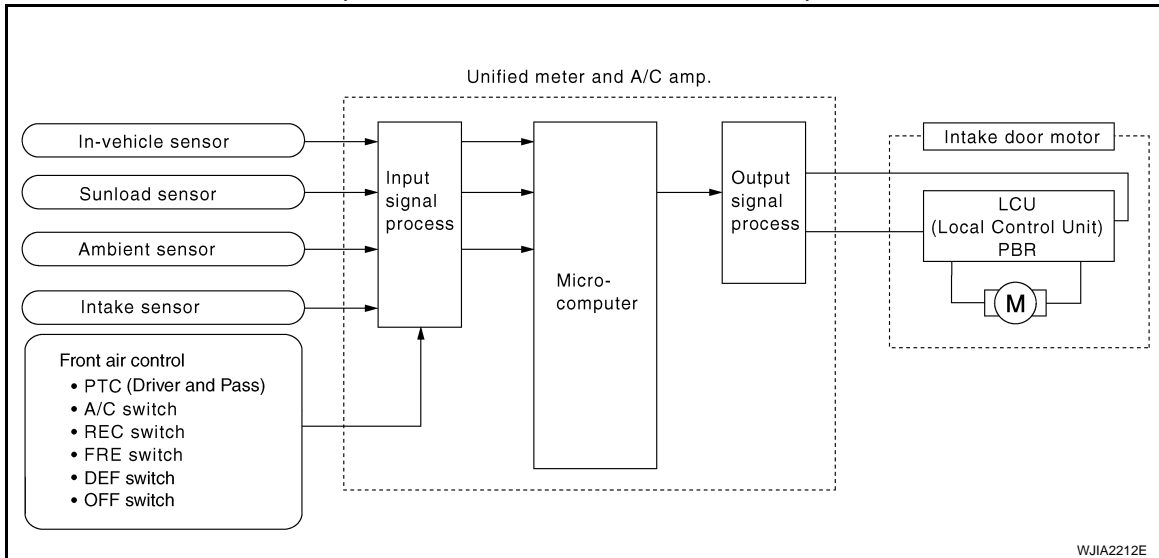 Unified meter and A/C amp.
In-vehicle sensor
Sunload sensor
Ambient sensor
Intake sensor
Front air control
• PTC (Driver and Pass)
• A/C switch
• REC switch
• FRE switch
• DEF switch
• OFF switch
Input
signal
process
Micro-
computer
Output
signal
process
Intake door motor
LCU
(Local Control Unit)
PBR
M
WJIA2212E